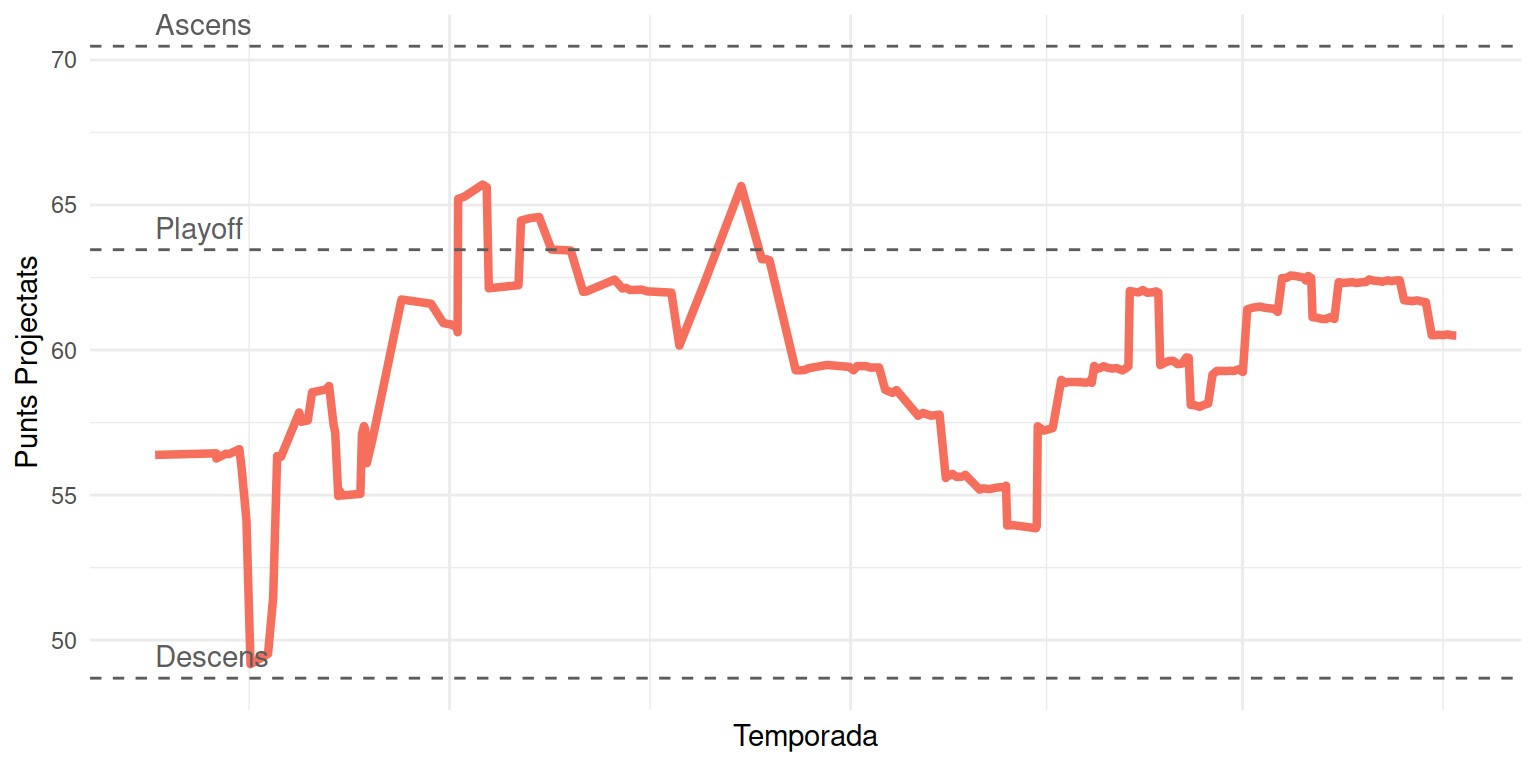 Ascens
70
65
Playoff
Punts Projectats
60
55
50
Descens
Temporada